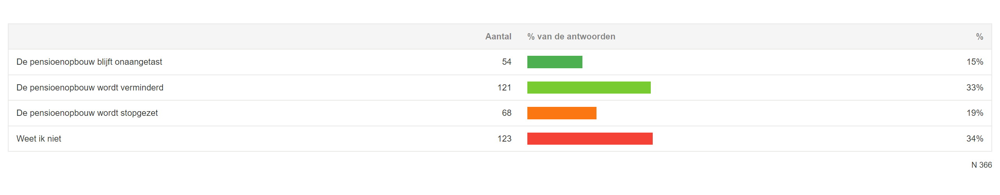 Aantal % van de antwoorden %
De pensioenopbouw blijft onaangetast 54 15%
De pensioenopbouw wordt verminderd 121 33%
De pensioenopbouw wordt stopgezet 68 19%
Weet ik niet 123 34%
N 366